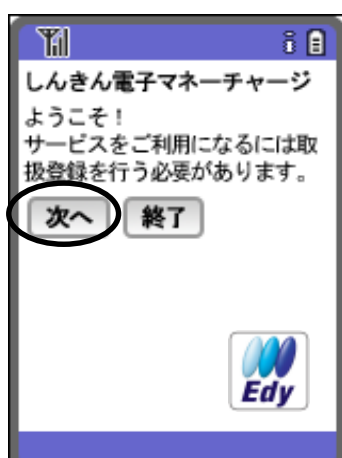 しんきん電子マネーチャージ
ようこそ！
サービスをご利用になるには取
扱登録を行う必要があります。
次へ 終了
Edy